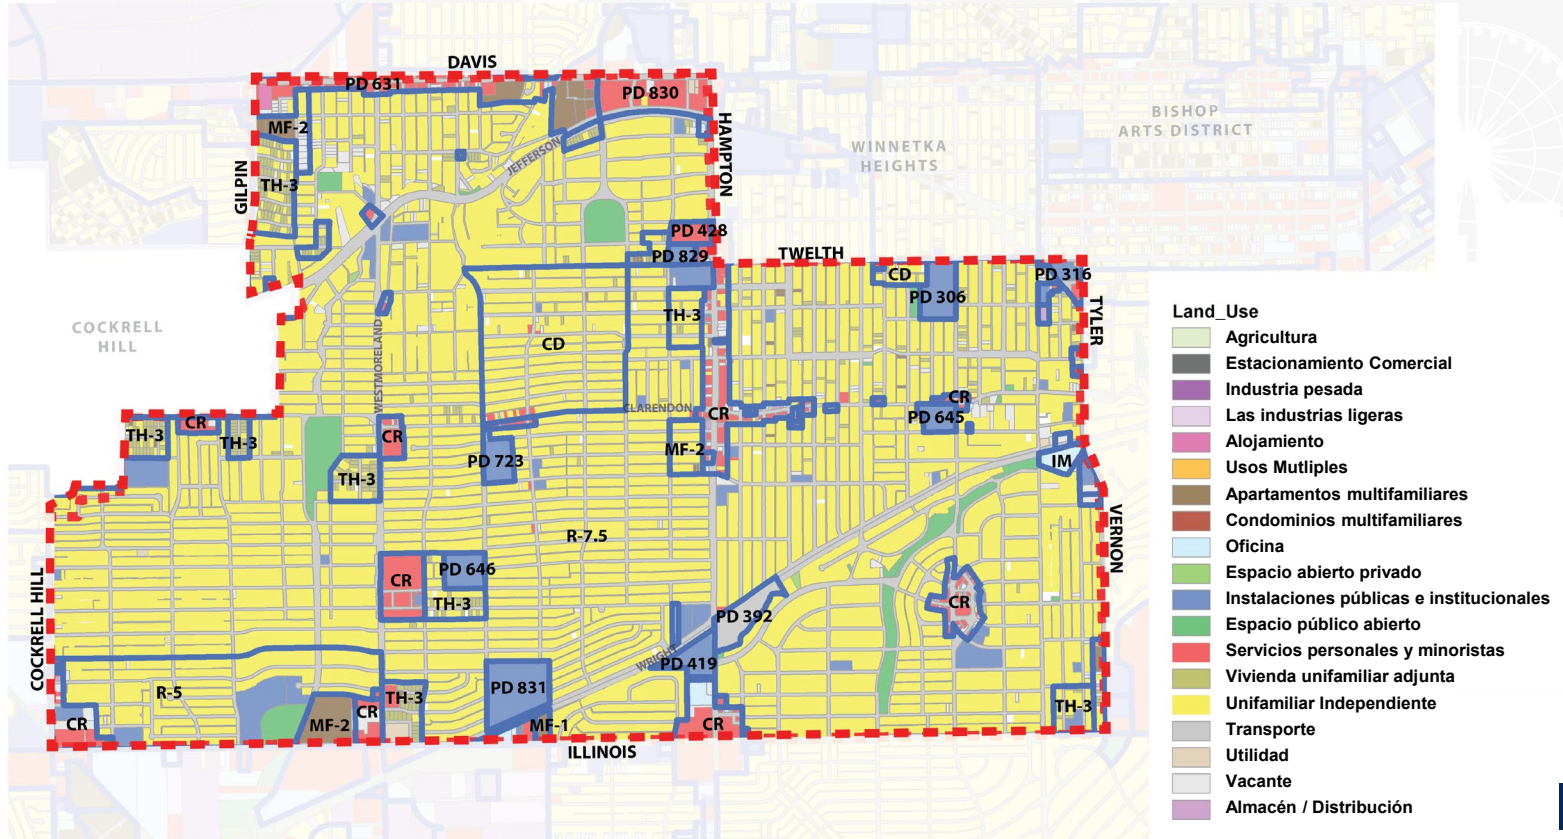 DAVIS
PD 631
PD 830
BISHOP
ARTS DISTRICT
MF-2
HAMPTON
WINNETKA
HEIGHTS
JEFFERSON
GILPIN
TH-3
PD 428
PD 829
TWELTH
CD
PD 316
PD 306
TYLER
COCKRELL
HILL
TH-3
CD
WESTMORELAND
CLARENDON
CR
CR
PD 645
CR
TH-3
TH-3
CR
MF-2
PD 723
IM
TH-3
VERNON
R-7.5
CR
PD 646
TH-3
CR
PD 392
COCKRELL HILL
WRIGHT
PD 419
R-5
PD 831
TH-3
TH-3
CR
MF-2
CR
MF-1
CR
ILLINOIS
Land_Use
Agricultura
Estacionamiento Comercial
Industria pesada
Las industrias ligeras
Alojamiento
Usos Mutliples
Apartamentos multifamiliares
Condominios multifamiliares
Oficina
Espacio abierto privado
Instalaciones públicas e institucionales
Espacio público abierto
Servicios personales y minoristas
Vivienda unifamiliar adjunta
Unifamiliar Independiente
Transporte
Utilidad
Vacante
Almacén / Distribución